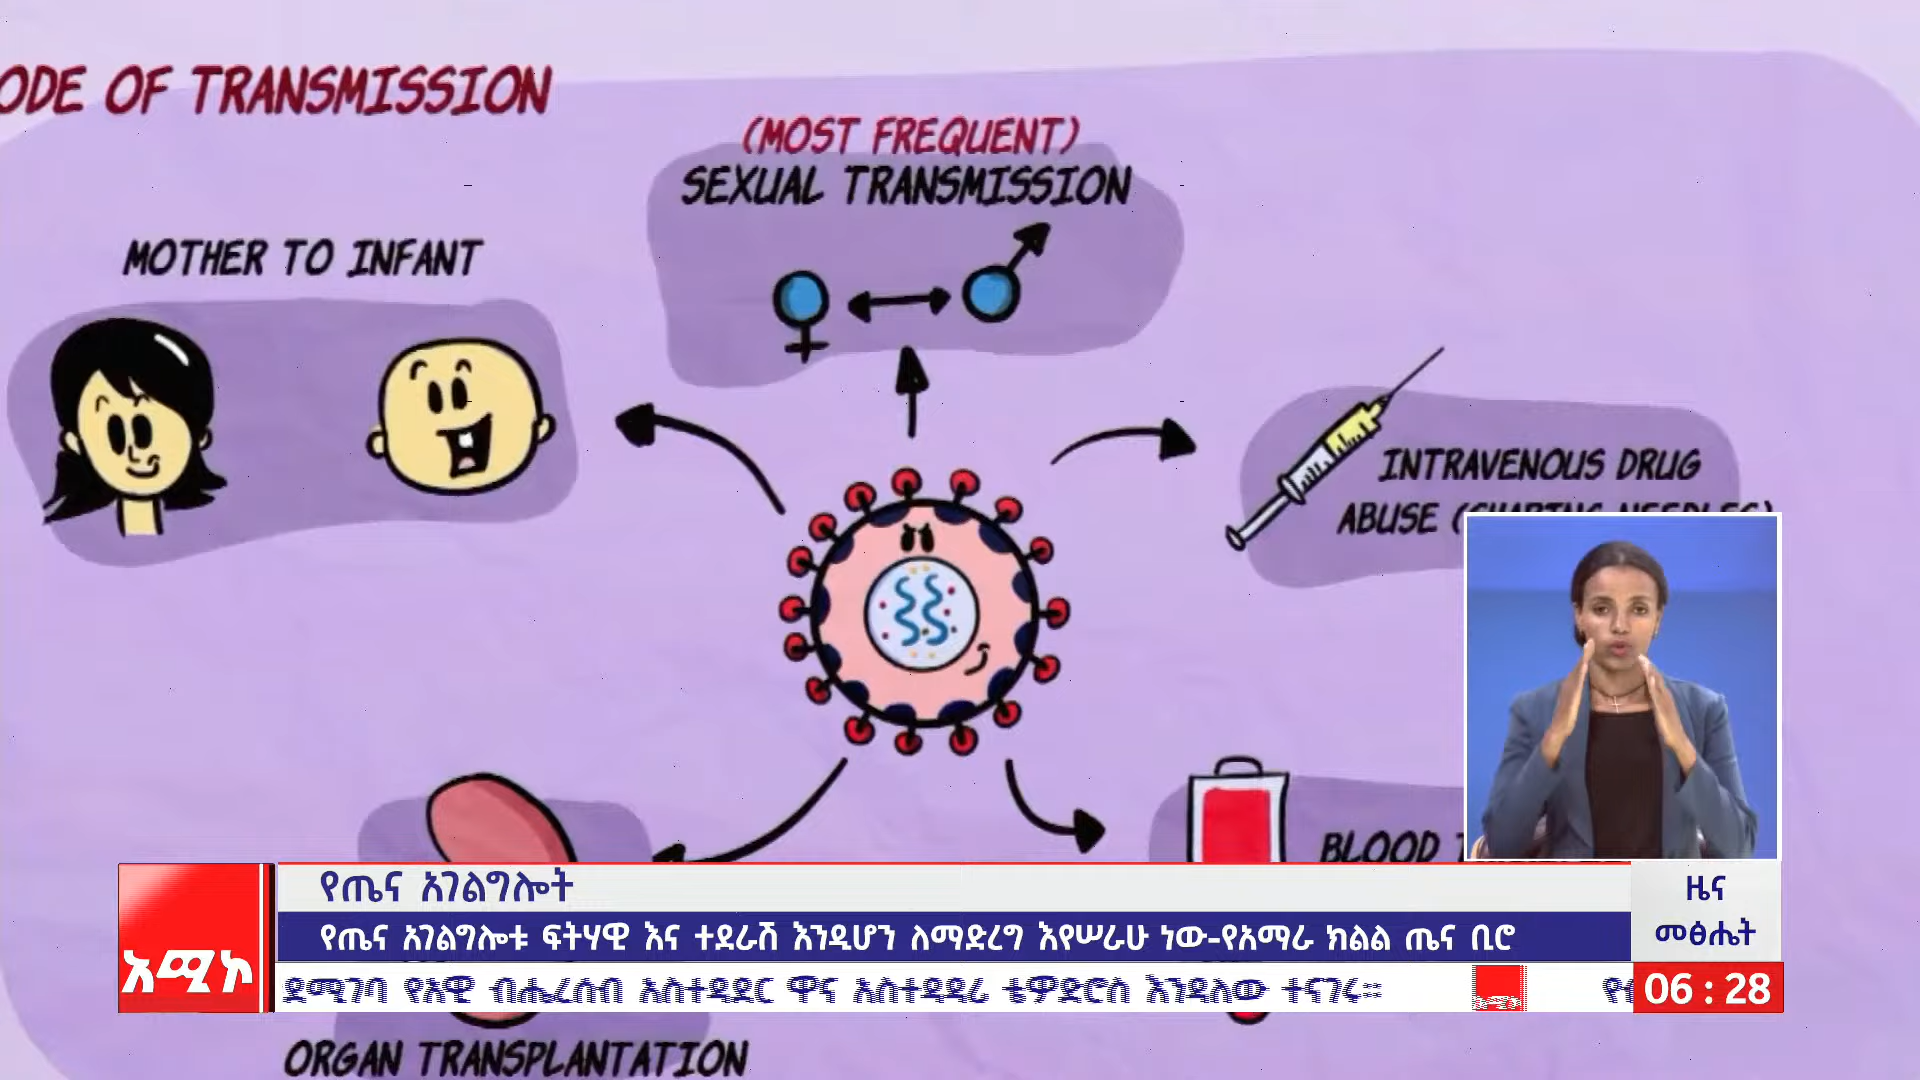 ODE OF TRANSMISSION
(MOST FREQUENT)
SEXUAL TRANSMISSION
MOTHER TO INFANT
INTRAVENOUS DRUG
ABUSE (SHARING NEEDLES)
BLOOD
የጤና አገልግሎት
የጤና አገልግሎቱ ፍትሃዊ እና ተደራሽ እንዲሆን ለማድረግ እየሠራሁ ነው-የአማራ ክልል ጤና ቢሮ
ዜና
መፅሔት
አሚኮ
ደሚገባ የአዊ ብሔረሰብ አስተዳደር ዋና አስተዳዳሪ ቴዎድሮስ እንዳለው ተናገሩ።
06 : 28
ORGAN TRANSPLANTATION